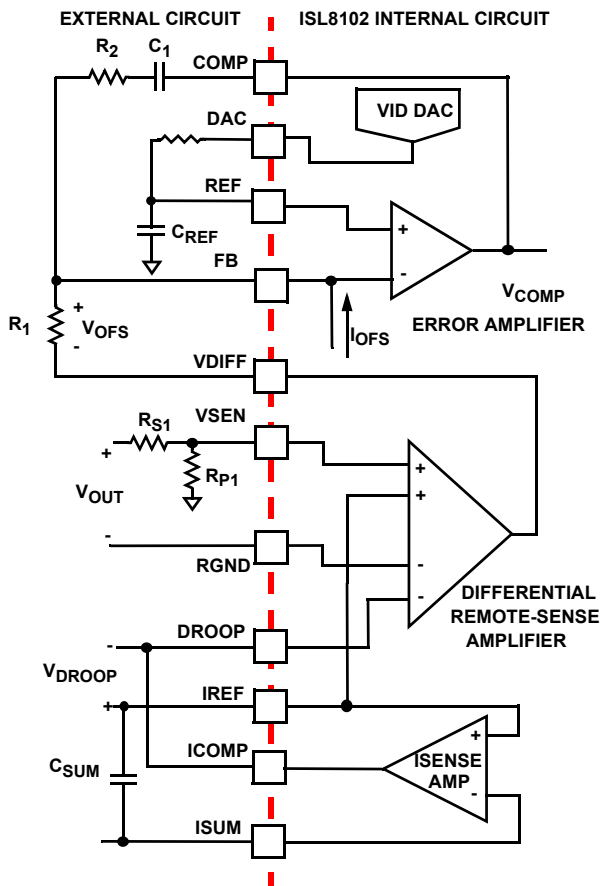 EXTERNAL CIRCUIT
ISL8102 INTERNAL CIRCUIT
R2
C1
COMP
VID DAC
DAC
REF
+
CREF
FB
-
VCOMP
ERROR AMPLIFIER
IOFS
R1
+
VOFS
-
VDIFF
RS1
VSEN
+
RP1
+
+
VOUT
-
-
-
RGND
DIFFERENTIAL
REMOTE-SENSE
AMPLIFIER
DROOP
-
VDROOP
+
IREF
+
ICOMP
ISENSE
AMP
CSUM
-
ISUM